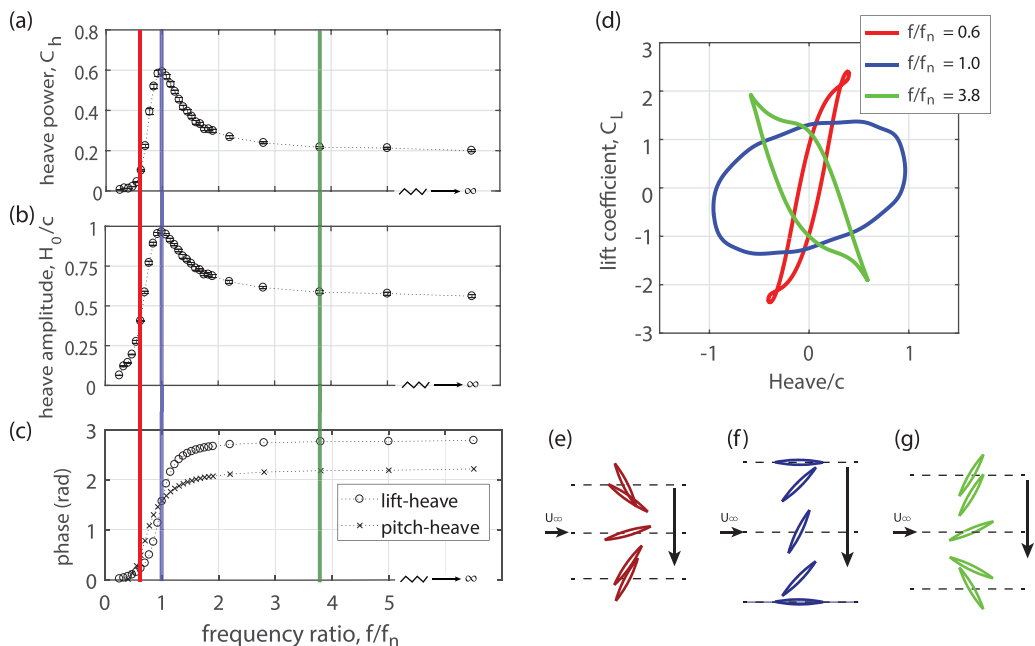 (a)
heave power, C_h
0.8
0.6
0.4
0.2
0
∞
(b)
heave amplitude, H_0/c
1
0.75
0.5
0.25
0
∞
(c)
phase (rad)
3
2
1
0
lift-heave
pitch-heave
∞
0 1 2 3 4 5
frequency ratio, f/f_n
(d)
lift coefficient, C_L
3
2
1
0
-1
-2
-3
-1 0 1
Heave/c
f/f_n = 0.6
f/f_n = 1.0
f/f_n = 3.8
(e)
U∞
(f)
U∞
(g)
U∞